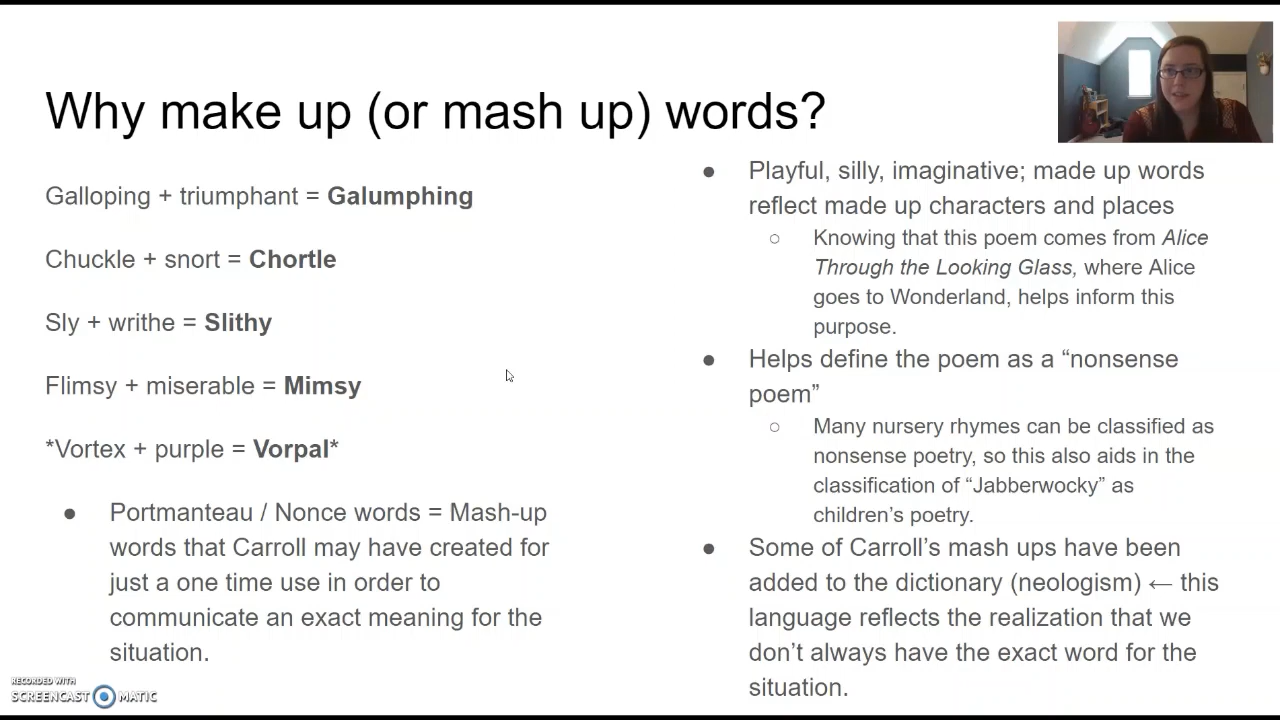 Why make up (or mash up) words?
Galloping + triumphant = Galumphing
Chuckle + snort = Chortle
Sly + writhe = Slithy
Flimsy + miserable = Mimsy
*Vortex + purple = Vorpal*
● Portmanteau / Nonce words = Mash-up
words that Carroll may have created for
just a one time use in order to
communicate an exact meaning for the
situation.
● Playful, silly, imaginative; made up words
reflect made up characters and places
○ Knowing that this poem comes from Alice
Through the Looking Glass, where Alice
goes to Wonderland, helps inform this
purpose.
● Helps define the poem as a “nonsense
poem”
○ Many nursery rhymes can be classified as
nonsense poetry, so this also aids in the
classification of “Jabberwocky” as
children’s poetry.
● Some of Carroll’s mash ups have been
added to the dictionary (neologism) ← this
language reflects the realization that we
don’t always have the exact word for the
situation.
RECORDED WITH
SCREENCAST MATIC